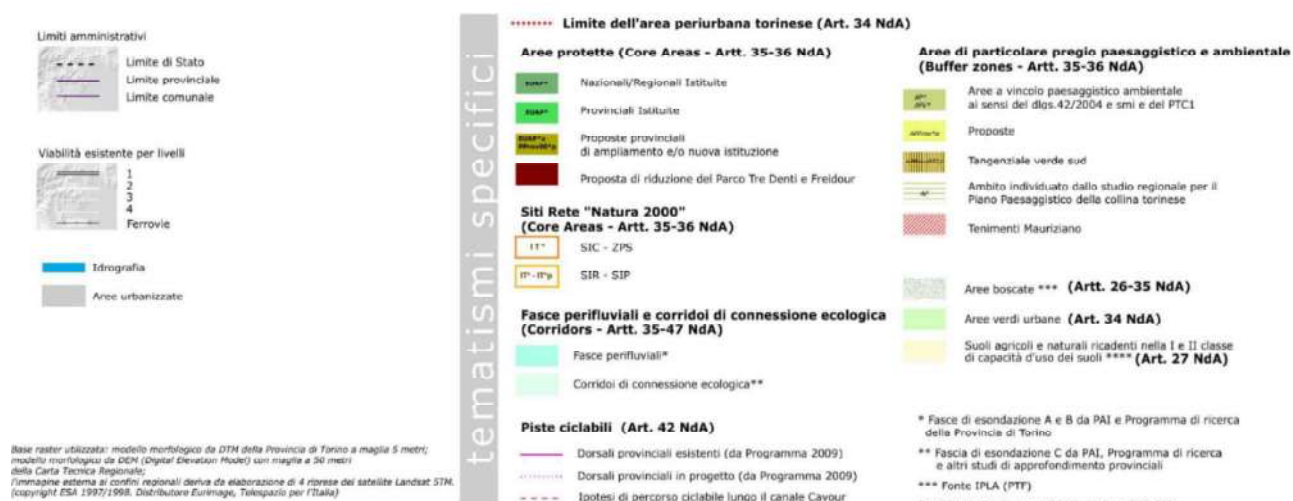 Limiti amministrativi
Limite di Stato
Limite provinciale
Limite comunale
Viabilità esistente per livelli
1
2
3
4
Ferrovie
Idrografia
Aree urbanizzate
Base raster utilizzata: modello morfologico da DTM della Provincia di Torino a maglia 5 metri;
modello morfologico da DEM (Digital Elevation Model) con maglia a 50 metri
della Carta Tecnica Regionale;
l'immagine esterna ai confini regionali deriva da elaborazione di 4 riprese del satellite Landsat 5TM.
(copyright ESA 1997/1998. Distributore Eurimage, Telespazio per l'Italia)
tematismi specifici
Limite dell'area periurbana torinese (Art. 34 NdA)
Aree protette (Core Areas - Artt. 35-36 NdA)
Nazionali/Regionali Istituite
Provinciali Istituite
Proposte provinciali
di ampliamento e/o nuova istituzione
Proposta di riduzione del Parco Tre Denti e Freidour
Siti Rete "Natura 2000"
(Core Areas - Artt. 35-36 NdA)
IT*
SIC - ZPS
IT* - IT*p
SIR - SIP
Fasce perifluviali e corridoi di connessione ecologica
(Corridors - Artt. 35-47 NdA)
Fasce perifluviali*
Corridoi di connessione ecologica**
Piste ciclabili (Art. 42 NdA)
Dorsali provinciali esistenti (da Programma 2009)
Dorsali provinciali in progetto (da Programma 2009)
Ipotesi di percorso ciclabile lungo il canale Cavour
Aree di particolare pregio paesaggistico e ambientale
(Buffer zones - Artt. 35-36 NdA)
Aree a vincolo paesaggistico ambientale
ai sensi del dlgs.42/2004 e smi e del PTC1
Proposte
Tangenziale verde sud
Ambito individuato dallo studio regionale per il
Piano Paesaggistico della collina torinese
Tenimenti Mauriziano
Aree boscate *** (Artt. 26-35 NdA)
Aree verdi urbane (Art. 34 NdA)
Suoli agricoli e naturali ricadenti nella I e II classe
di capacità d'uso dei suoli **** (Art. 27 NdA)
* Fasce di esondazione A e B da PAI e Programma di ricerca
della Provincia di Torino
** Fascia di esondazione C da PAI, Programma di ricerca
e altri studi di approfondimento provinciali
*** Fonte IPLA (PTF)